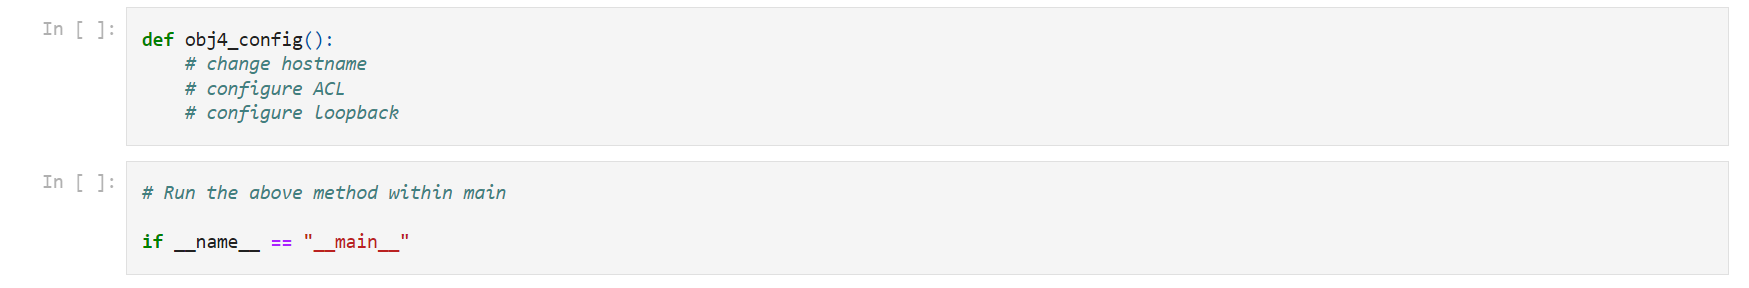 In [ ]:
def obj4_config():
    # change hostname
    # configure ACL
    # configure loopback
In [ ]:
# Run the above method within main
if __name__ == "__main__"